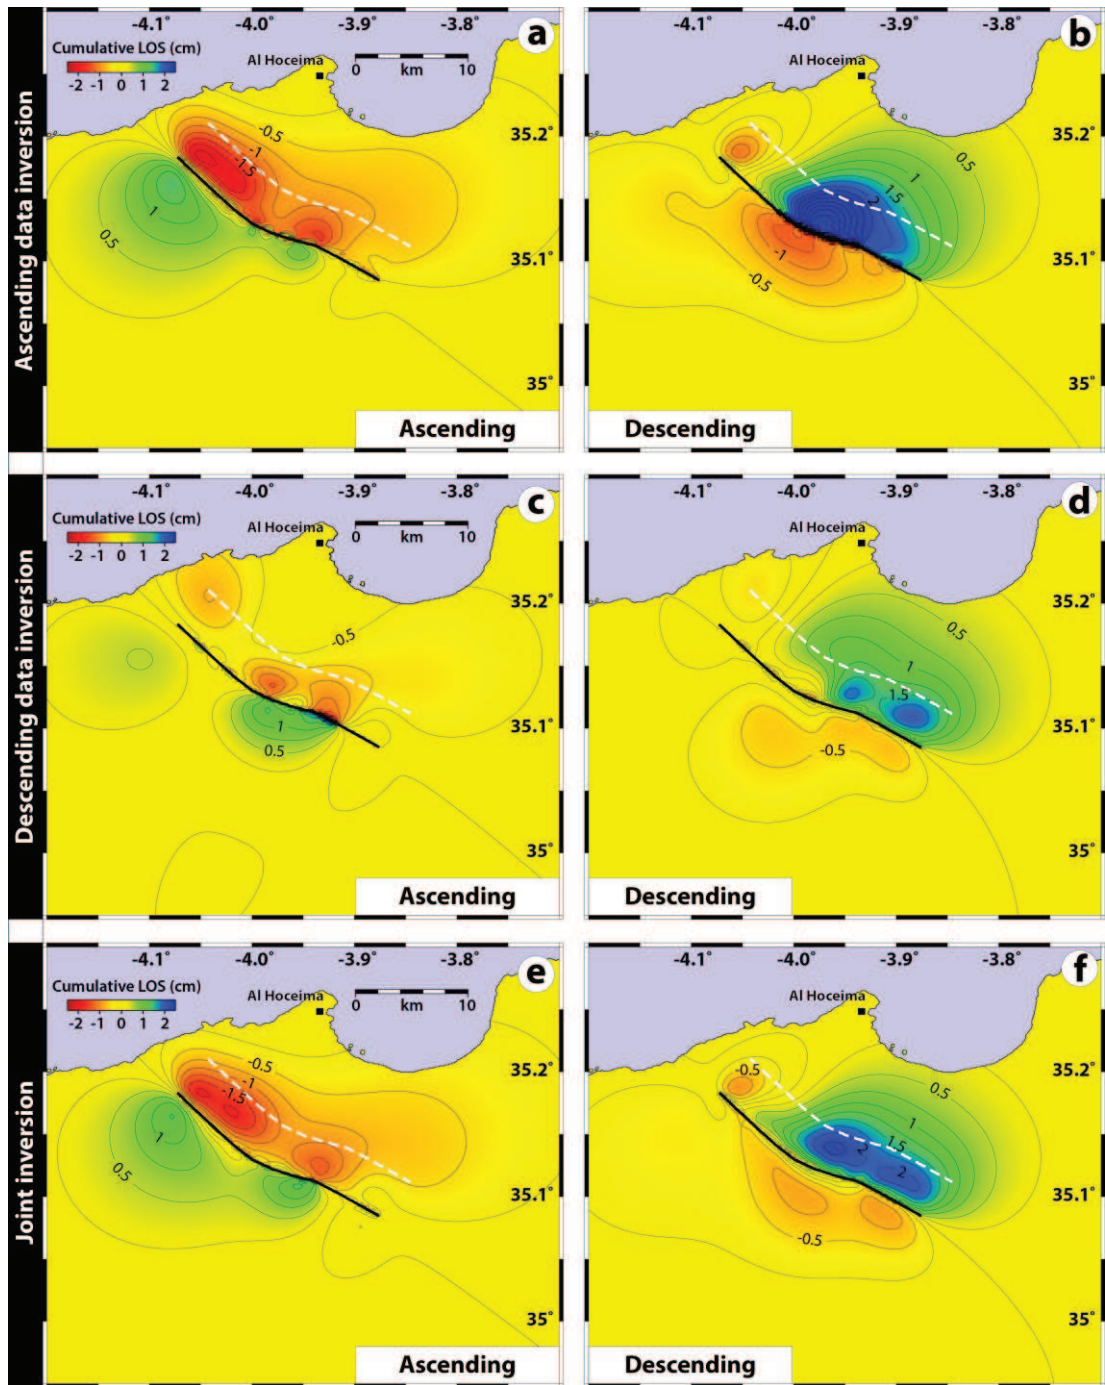 Ascending data inversion
-4.1° -4.0° -3.9° -3.8°
a
Cumulative LOS (cm)
-2 -1 0 1 2
Al Hoceima
0 km 10
-0.5
-1
-1.5
1
0.5
35.2°
35.1°
35°
Ascending
-4.1° -4.0° -3.9° -3.8°
b
Al Hoceima
0.5
1
1.5
2
-1
-0.5
35.2°
35.1°
35°
Descending
Descending data inversion
-4.1° -4.0° -3.9° -3.8°
c
Cumulative LOS (cm)
-2 -1 0 1 2
Al Hoceima
0 km 10
-0.5
1
0.5
35.2°
35.1°
35°
Ascending
-4.1° -4.0° -3.9° -3.8°
d
Al Hoceima
0.5
1
1.5
-0.5
35.2°
35.1°
35°
Descending
Joint inversion
-4.1° -4.0° -3.9° -3.8°
e
Cumulative LOS (cm)
-2 -1 0 1 2
Al Hoceima
0 km 10
-0.5
-1
-1.5
1
0.5
35.2°
35.1°
35°
Ascending
-4.1° -4.0° -3.9° -3.8°
f
Al Hoceima
-0.5
0.5
1
1.5
2
2
-0.5
35.2°
35.1°
35°
Descending